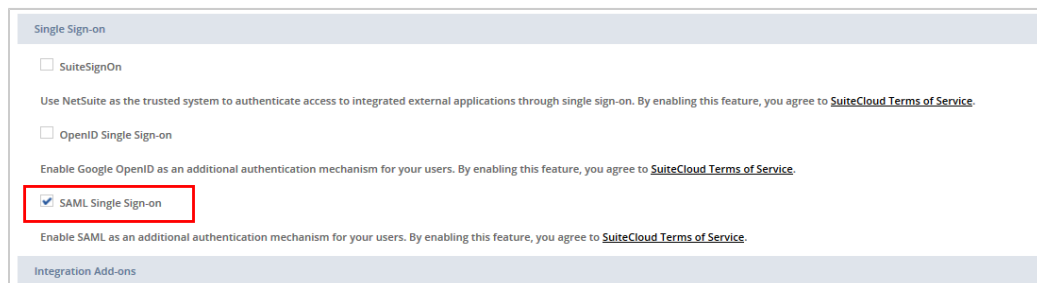 Single Sign-on
SuiteSignOn
Use NetSuite as the trusted system to authenticate access to integrated external applications through single sign-on. By enabling this feature, you agree to SuiteCloud Terms of Service.
OpenID Single Sign-on
Enable Google OpenID as an additional authentication mechanism for your users. By enabling this feature, you agree to SuiteCloud Terms of Service.
SAML Single Sign-on
Enable SAML as an additional authentication mechanism for your users. By enabling this feature, you agree to SuiteCloud Terms of Service.
Integration Add-ons